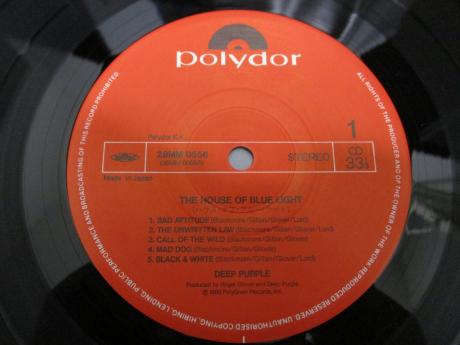 polydor
Polydor K.K.,
28MM 0556
Made in Japan
STEREO
1
33⅓
THE HOUSE OF BLUE LIGHT
1. BAD ATTITUDE (Blackmore/Gillan/Glover/Lord)
2. THE UNWRITTEN LAW (Blackmore/Gillan/Glover/Paice)
3. CALL OF THE WILD (Blackmore/Gillan/Glover/Lord)
4. MAD DOG (Blackmore/Gillan/Glover)
5. BLACK & WHITE (Blackmore/Gillan/Glover/Lord)
DEEP PURPLE
Produced by Roger Glover and Deep Purple
PolyGram Records, Inc.
ALL RIGHTS OF THE PRODUCER AND OF THE OWNER OF THE WORK REPRODUCED RESERVED UNAUTHORISED COPYING, HIRING, LENDING, PUBLIC PERFORMANCE AND BROADCASTING OF THIS RECORD PROHIBITED